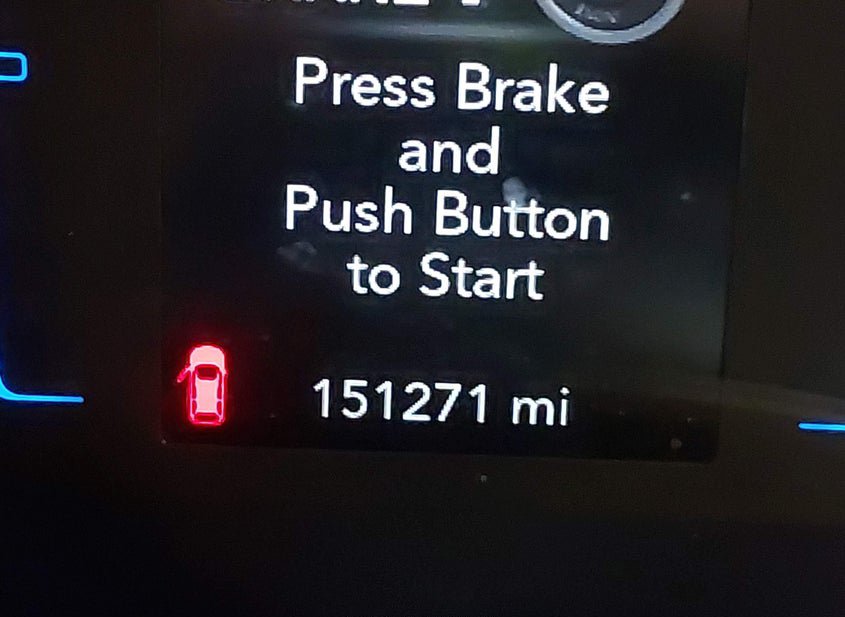 Press Brake
and
Push Button
to Start
151271 mi